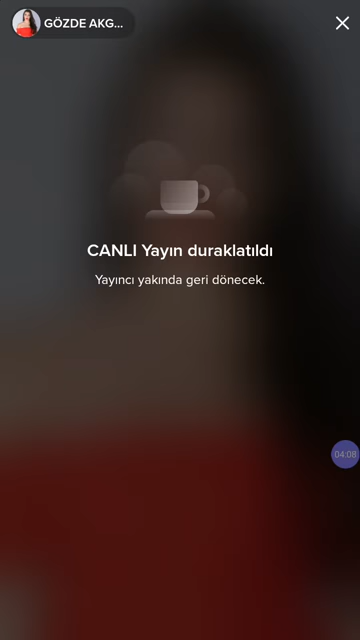 GÖZDE AKG...
CANLI Yayın duraklatıldı
Yayıncı yakında geri dönecek.
04:08